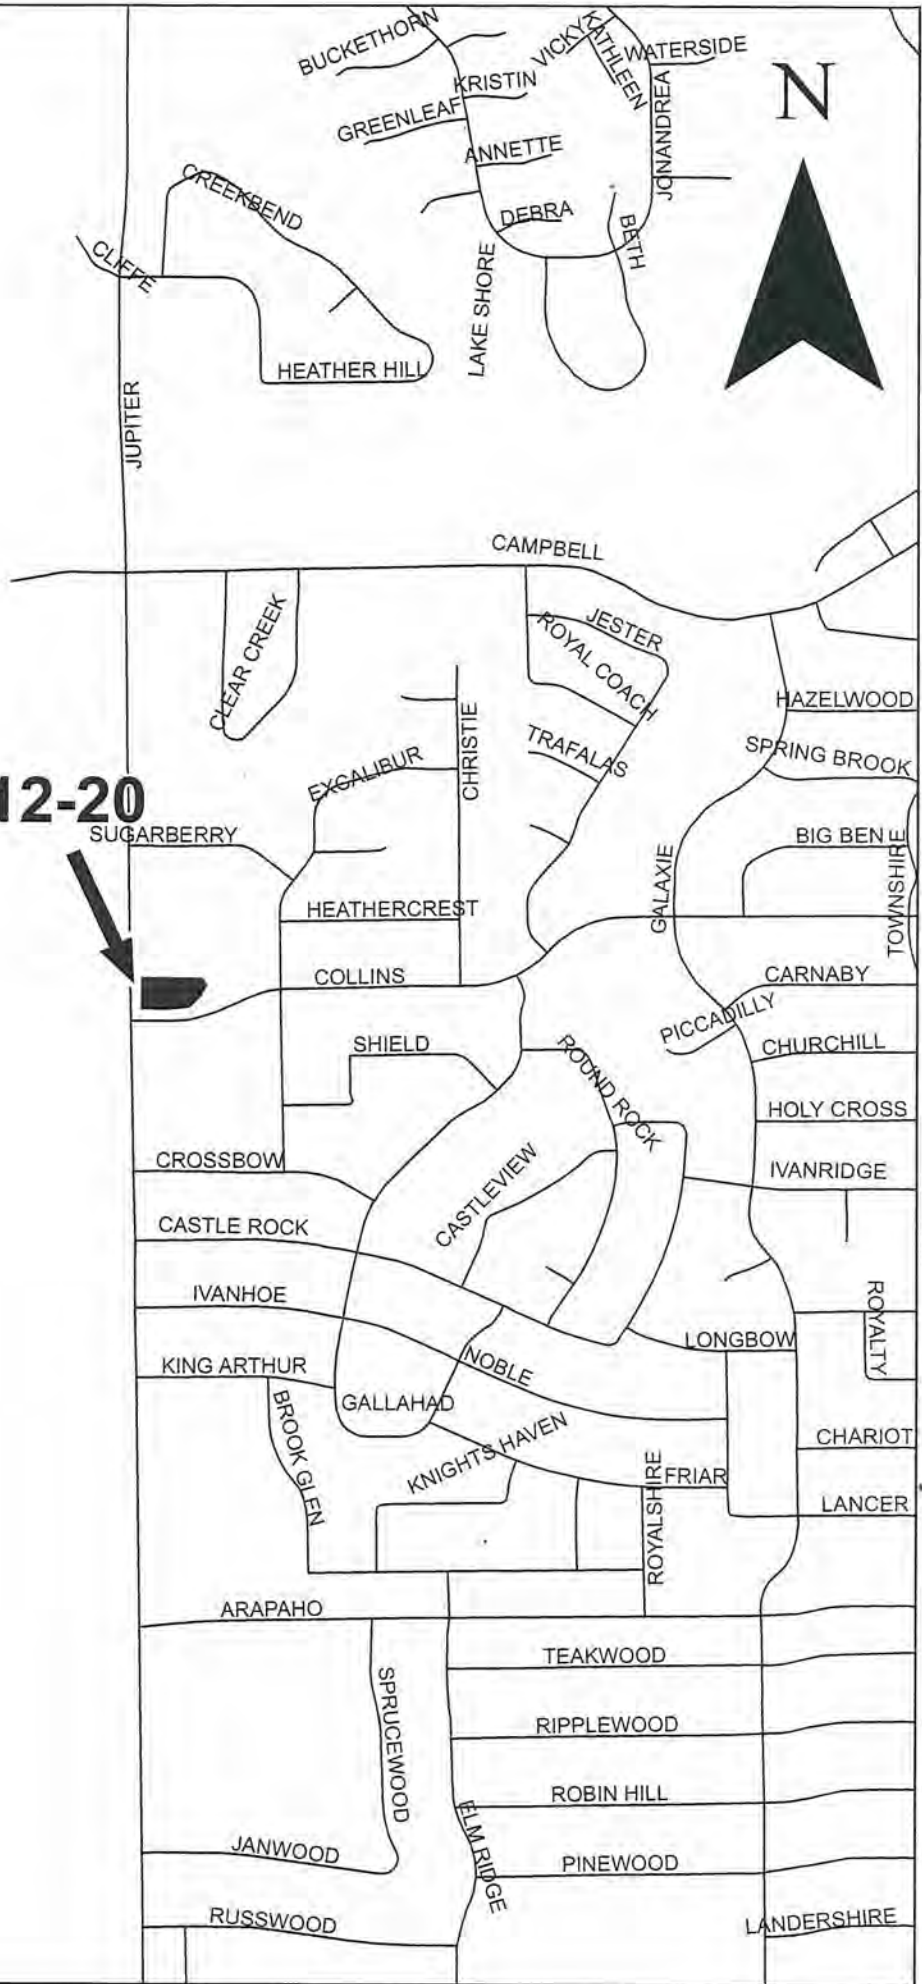 BUCKETHORN
VICKY
KATHLEEN
WATERSIDE
N
KRISTIN
GREENLEAF
JONANDREA
ANNETTE
CREEKBEND
DEBRA
BETH
CLIFFE
LAKE SHORE
HEATHER HILL
JUPITER
CAMPBELL
CLEAR CREEK
JESTER
ROYAL COACH
HAZELWOOD
CHRISTIE
TRAFALAS
SPRING BROOK
EXCALIBUR
12-20
SUGARBERRY
BIG BEN
GALAXIE
TOWNSHIRE
HEATHERCREST
COLLINS
CARNABY
PICCADILLY
SHIELD
ROUND ROCK
CHURCHILL
HOLY CROSS
CROSSBOW
CASTLEVIEW
IVANRIDGE
CASTLE ROCK
IVANHOE
ROYALTY
LONGBOW
KING ARTHUR
NOBLE
BROOK GLEN
GALLAHAD
KNIGHTS HAVEN
CHARIOT
FRIAR
ROYALSHIRE
LANCER
ARAPAHO
TEAKWOOD
SPRUCEWOOD
RIPPLEWOOD
ROBIN HILL
ELM RIDGE
JANWOOD
PINEWOOD
RUSSWOOD
LANDERSHIRE